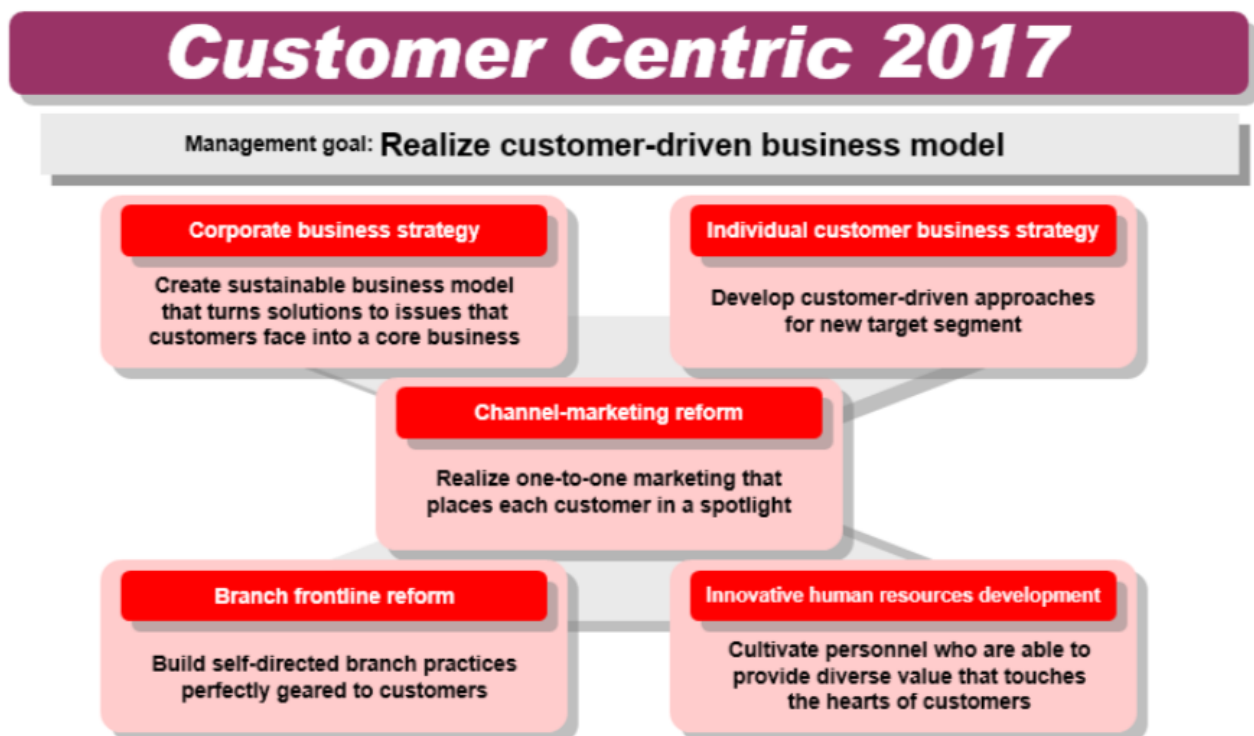 Customer Centric 2017
Management goal: Realize customer-driven business model
Corporate business strategy
Create sustainable business model
that turns solutions to issues that
customers face into a core business
Individual customer business strategy
Develop customer-driven approaches
for new target segment
Channel-marketing reform
Realize one-to-one marketing that
places each customer in a spotlight
Branch frontline reform
Build self-directed branch practices
perfectly geared to customers
Innovative human resources development
Cultivate personnel who are able to
provide diverse value that touches
the hearts of customers